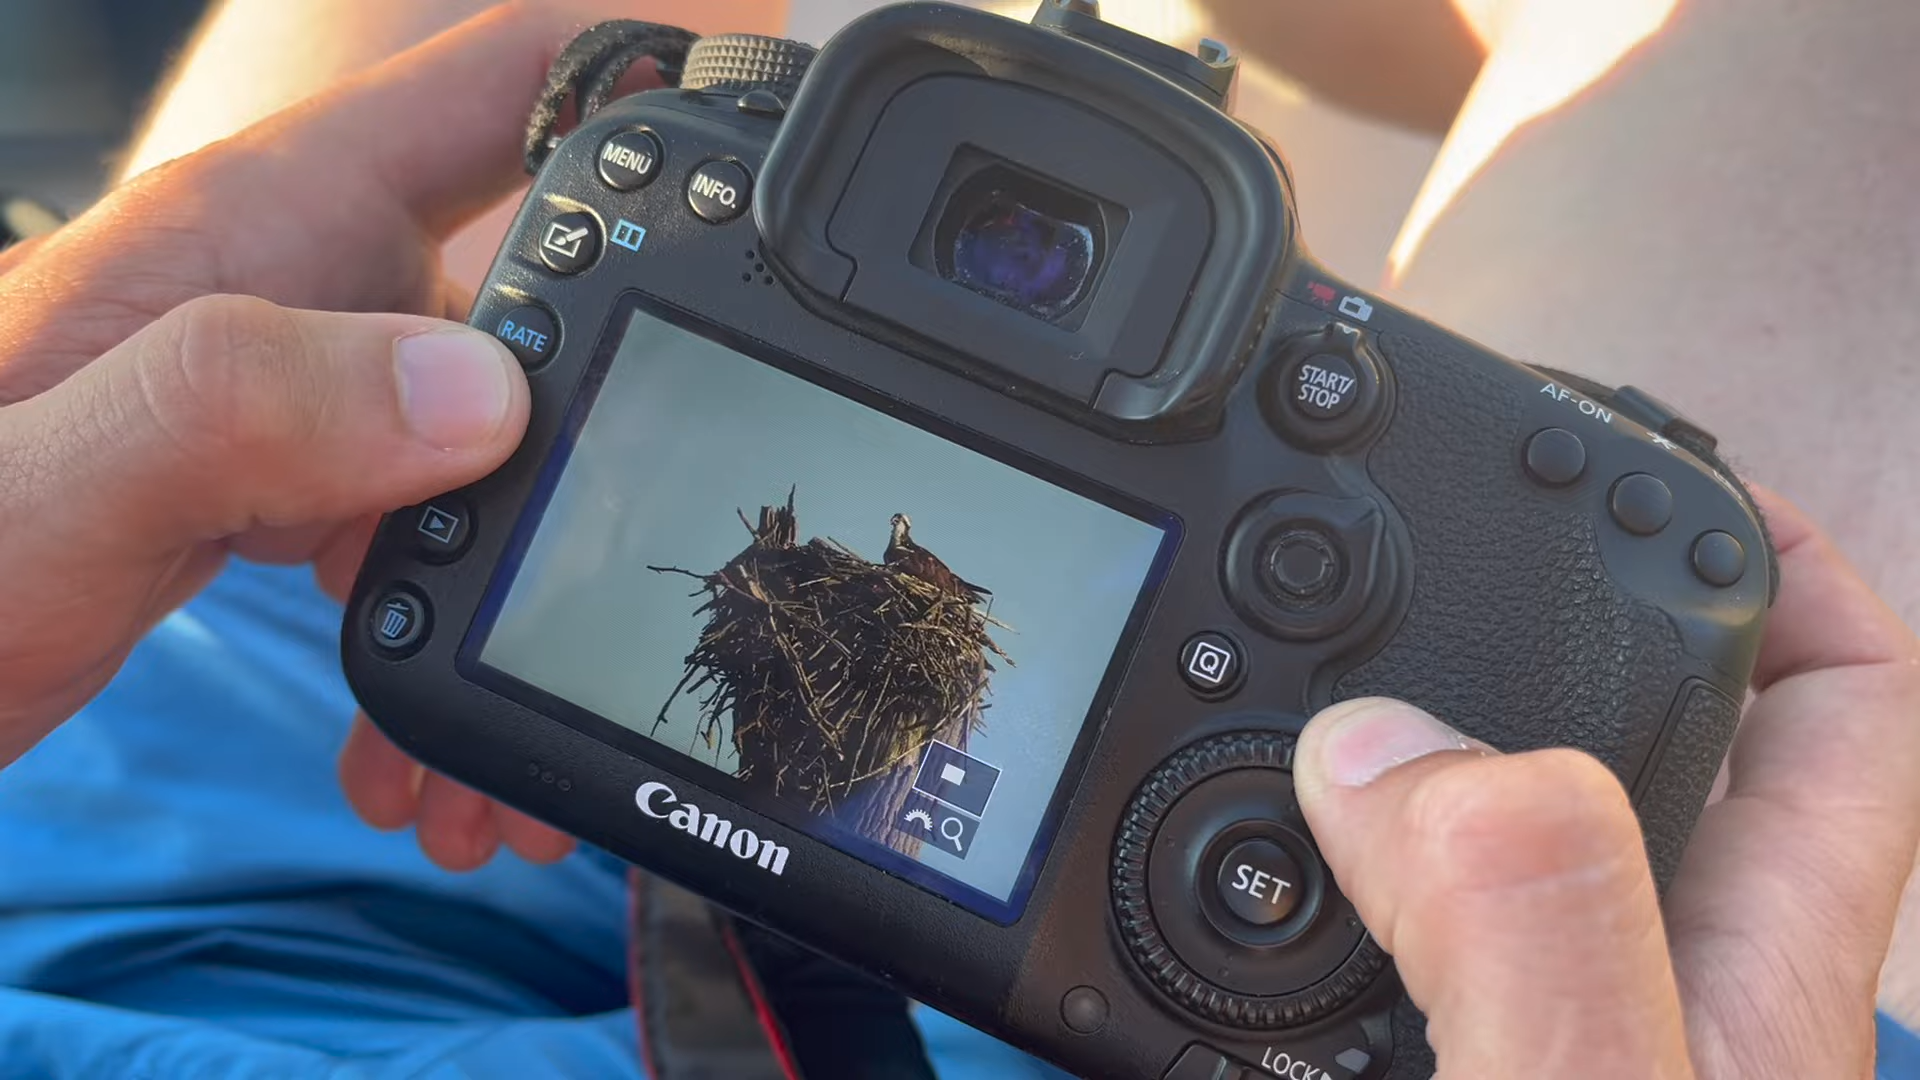 MENU
INFO.
RATE
START/
STOP
AF-ON
Q
Canon
SET
LOCK